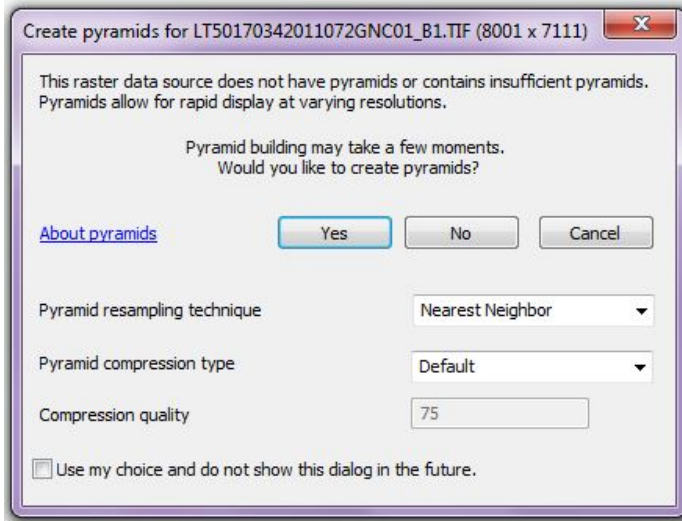 Create pyramids for LT50170342011072GNC01_B1.TIF (8001 x 7111)
This raster data source does not have pyramids or contains insufficient pyramids.
Pyramids allow for rapid display at varying resolutions.
Pyramid building may take a few moments.
Would you like to create pyramids?
About pyramids Yes No Cancel
Pyramid resampling technique Nearest Neighbor
Pyramid compression type Default
Compression quality 75
Use my choice and do not show this dialog in the future.